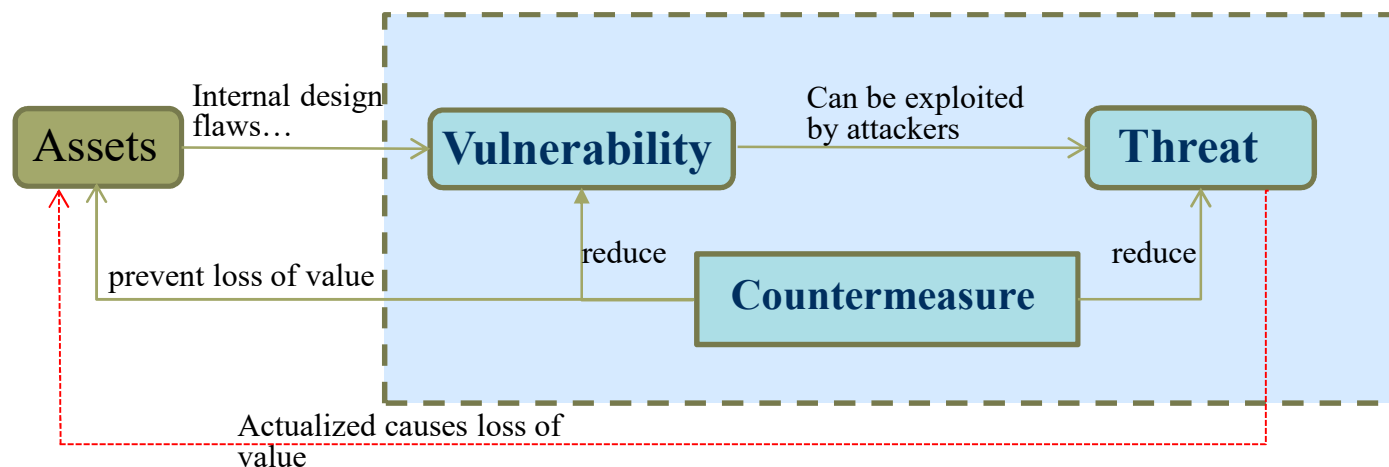 Internal design
flaws…
Can be exploited
by attackers
Assets
Vulnerability
Threat
reduce
reduce
prevent loss of value
Countermeasure
Actualized causes loss of
value